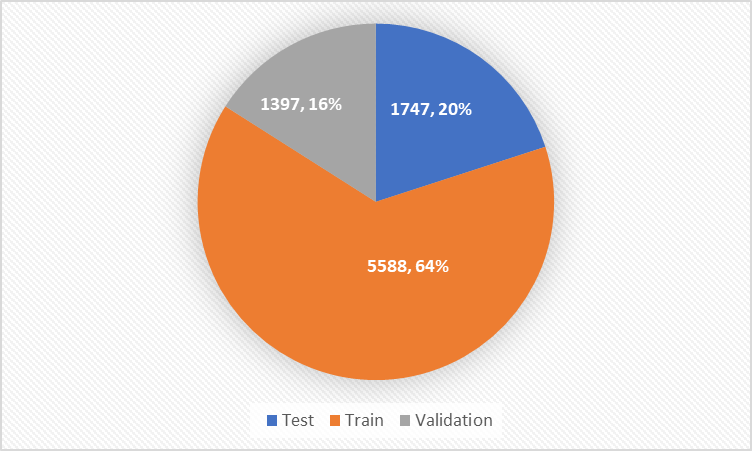 1397, 16%
1747, 20%
5588, 64%
Test Train Validation